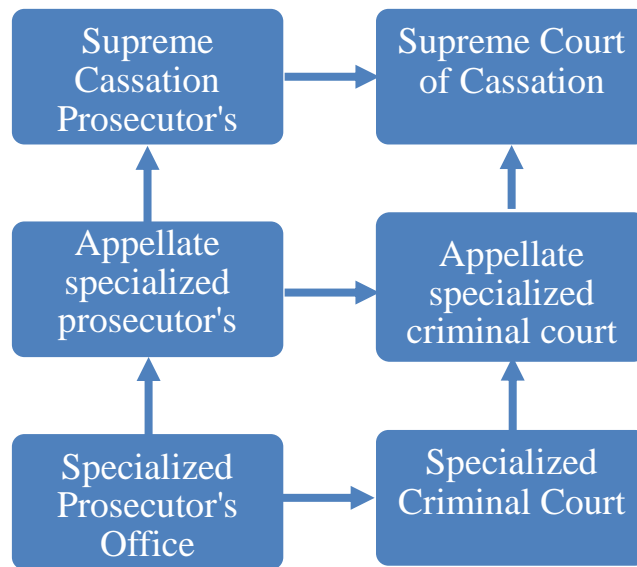 Supreme
Cassation
Prosecutor's
Supreme Court
of Cassation
Appellate
specialized
prosecutor's
Appellate
specialized
criminal court
Specialized
Prosecutor's
Office
Specialized
Criminal Court